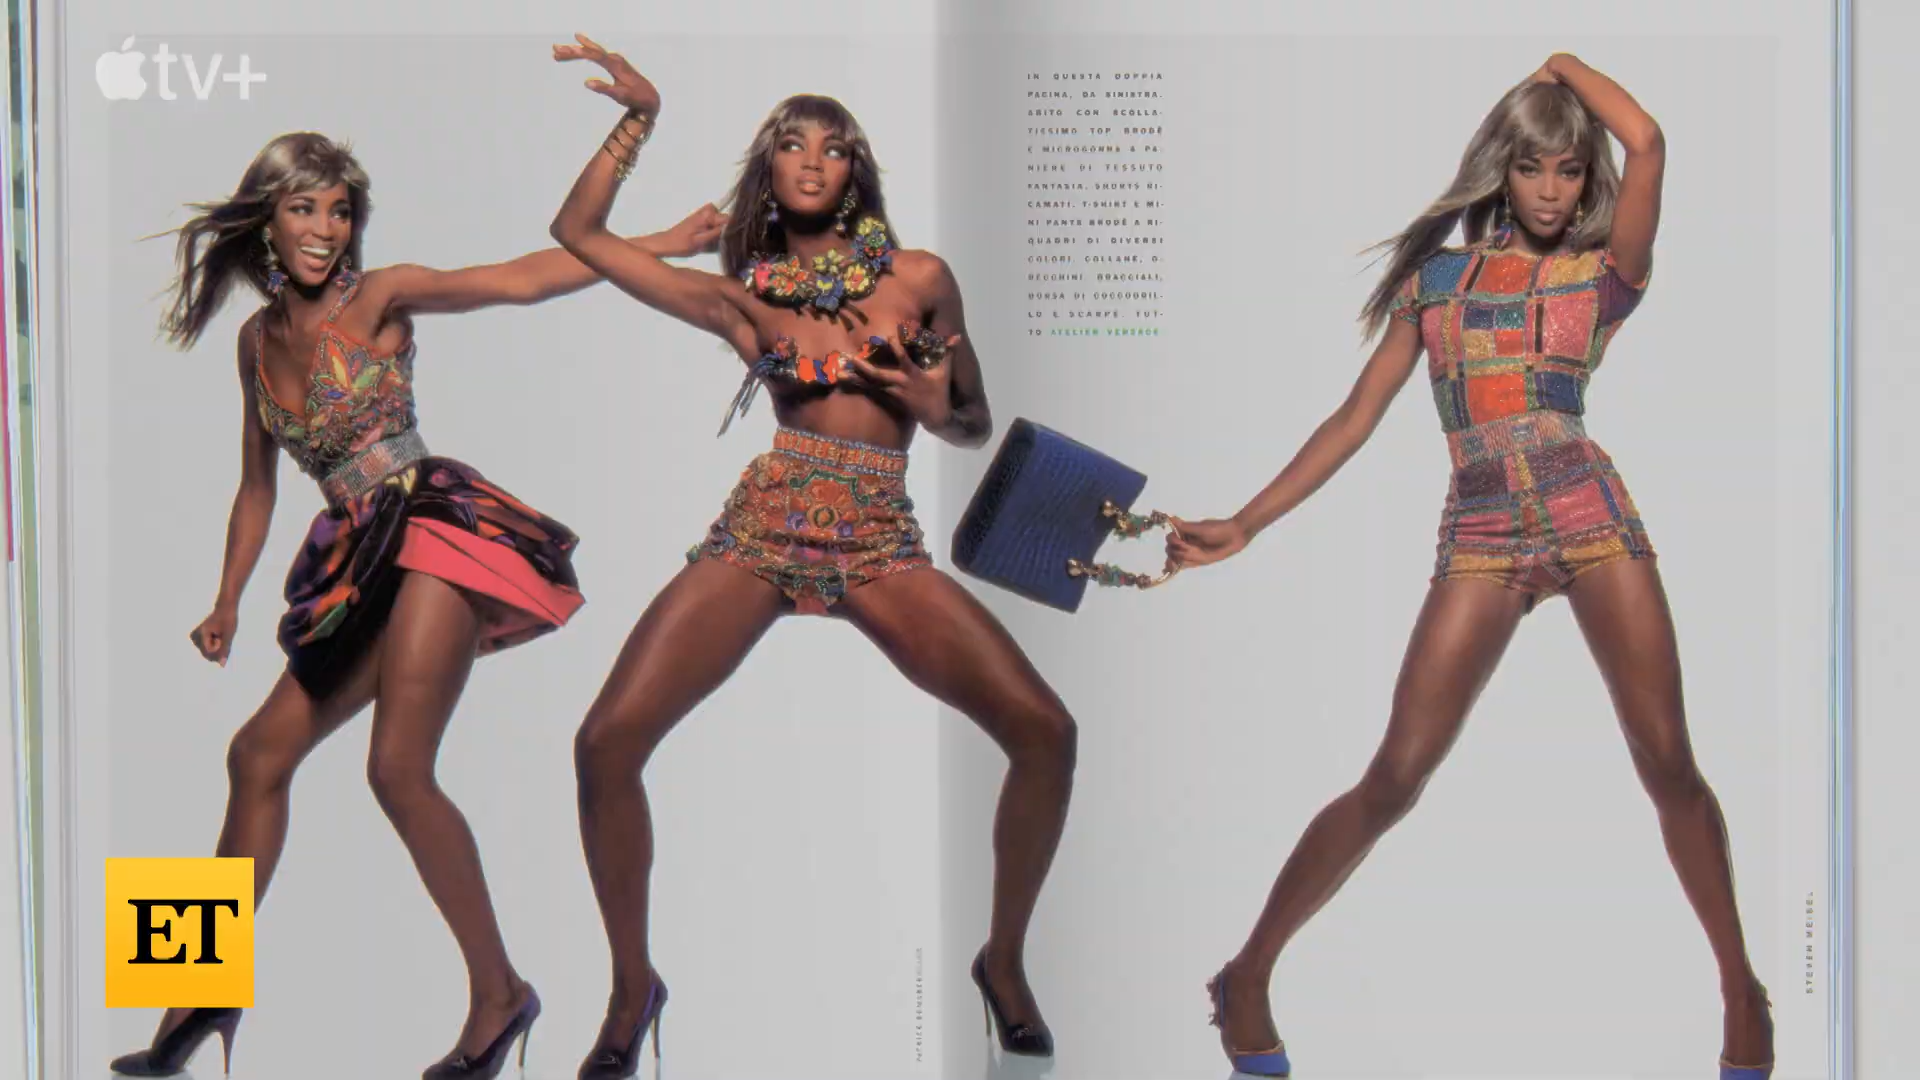 tv+
IN QUESTA DOPPIA
PAGINA, DA SINISTRA.
ABITO CON SCOLLA-
TISSIMO TOP BRODÉ
E MICROGONNA A PA-
NIERE DI TESSUTO
FANTASIA. SHORTS RI-
CAMATI. T-SHIRT E MI-
NI PANTS BRODÉ A RI-
QUADRI DI DIVERSI
COLORI. COLLANE, O-
RECCHINI BRACCIALI,
BORSA DI COCCODRIL-
LO E SCARPE. TUT-
TO ATELIER VERSACE.
ET
STEVEN MEISEL